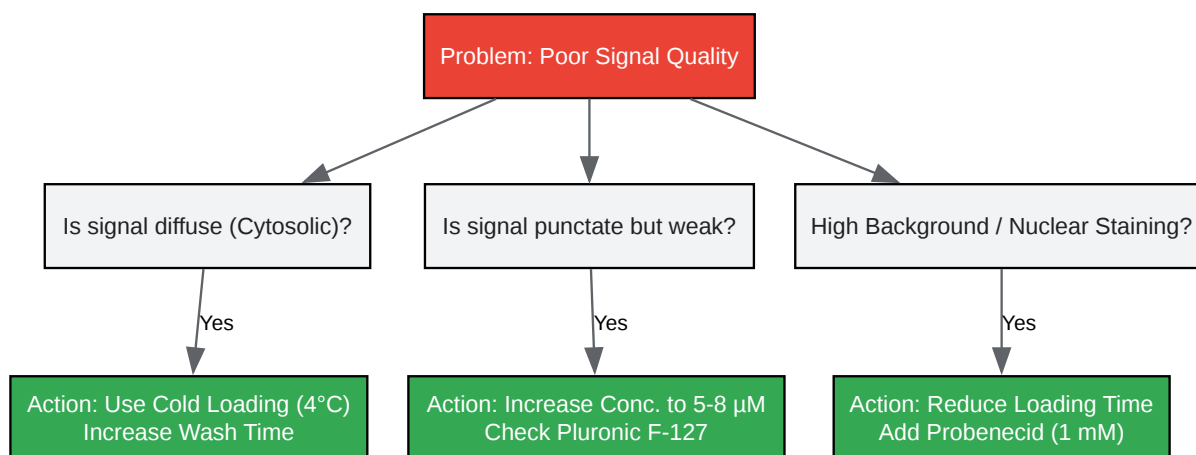 Problem: Poor Signal Quality
Is signal diffuse (Cytosolic)?
Is signal punctate but weak?
High Background / Nuclear Staining?
Yes
Yes
Yes
Action: Use Cold Loading (4°C)
Increase Wash Time
Action: Increase Conc. to 5-8 µM
Check Pluronic F-127
Action: Reduce Loading Time
Add Probenecid (1 mM)